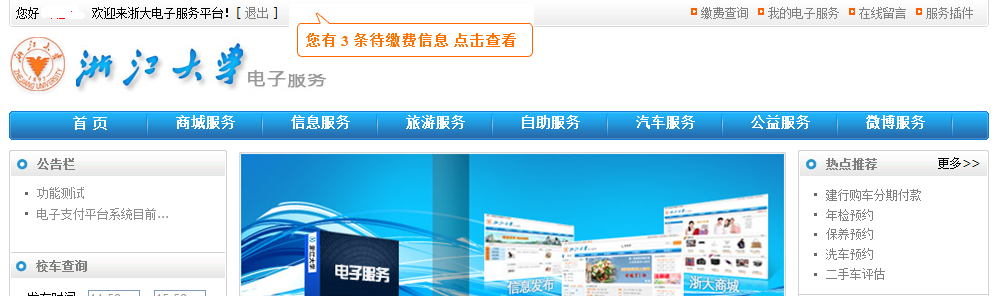 您好 欢迎来浙大电子服务平台! [ 退出 ]
缴费查询 我的电子服务 在线留言 服务插件
您有 3 条待缴费信息 点击查看
浙江大学 电子服务
首 页 商城服务 信息服务 旅游服务 自助服务 汽车服务 公益服务 微博服务
公告栏
功能测试
电子支付平台系统目前...
校车查询
电子服务
浙江大学
信息发布
浙大商城
热点推荐 更多>>
建行购车分期付款
年检预约
保养预约
洗车预约
二手车评估